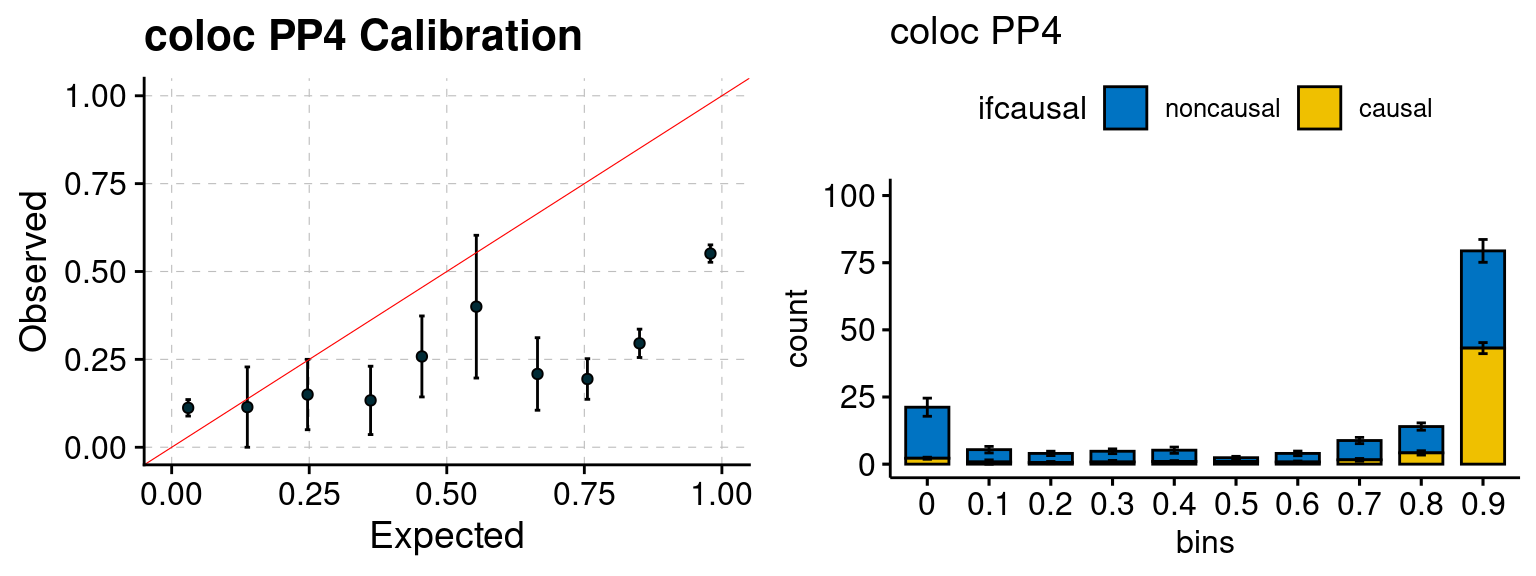 coloc PP4 Calibration
Observed
1.00
0.75
0.50
0.25
0.00
0.00 0.25 0.50 0.75 1.00
Expected
coloc PP4
ifcausal noncausal causal
count
100
75
50
25
0
0 0.1 0.2 0.3 0.4 0.5 0.6 0.7 0.8 0.9
bins